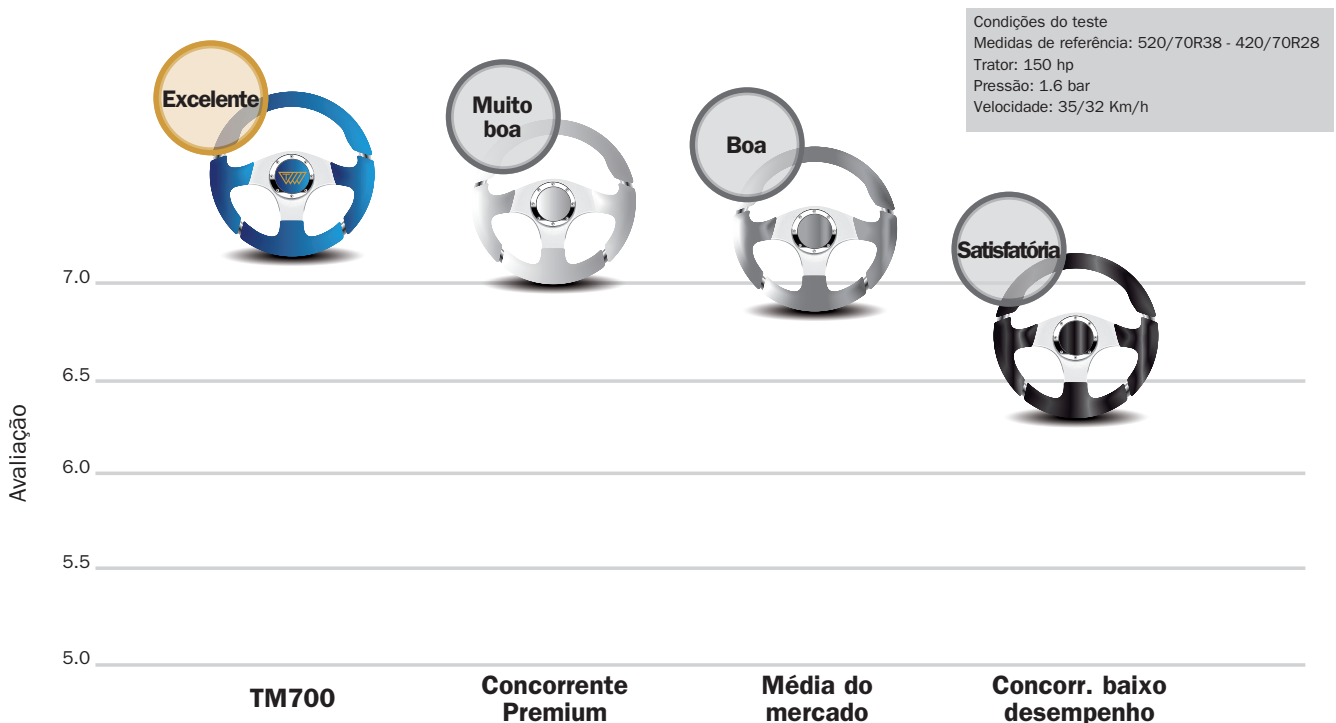 Condições do teste
Medidas de referência: 520/70R38 - 420/70R28
Trator: 150 hp
Pressão: 1.6 bar
Velocidade: 35/32 Km/h
Excelente
Muito
boa
Boa
Satisfatória
7.0
6.5
6.0
5.5
5.0
Avaliação
TM700
Concorrente
Premium
Média do
mercado
Concorr. baixo
desempenho